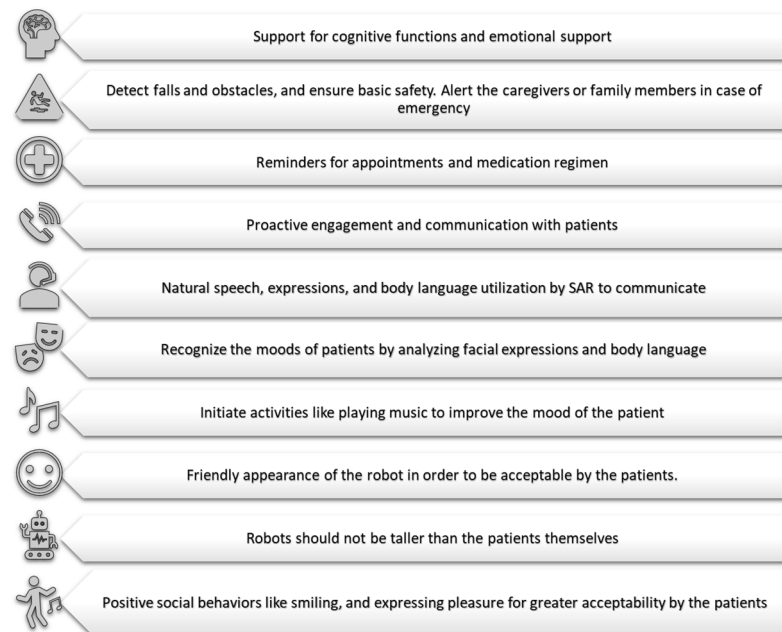 Support for cognitive functions and emotional support
Detect falls and obstacles, and ensure basic safety. Alert the caregivers or family members in case of
emergency
Reminders for appointments and medication regimen
Proactive engagement and communication with patients
Natural speech, expressions, and body language utilization by SAR to communicate
Recognize the moods of patients by analyzing facial expressions and body language
Initiate activities like playing music to improve the mood of the patient
Friendly appearance of the robot in order to be acceptable by the patients.
Robots should not be taller than the patients themselves
Positive social behaviors like smiling, and expressing pleasure for greater acceptability by the patients